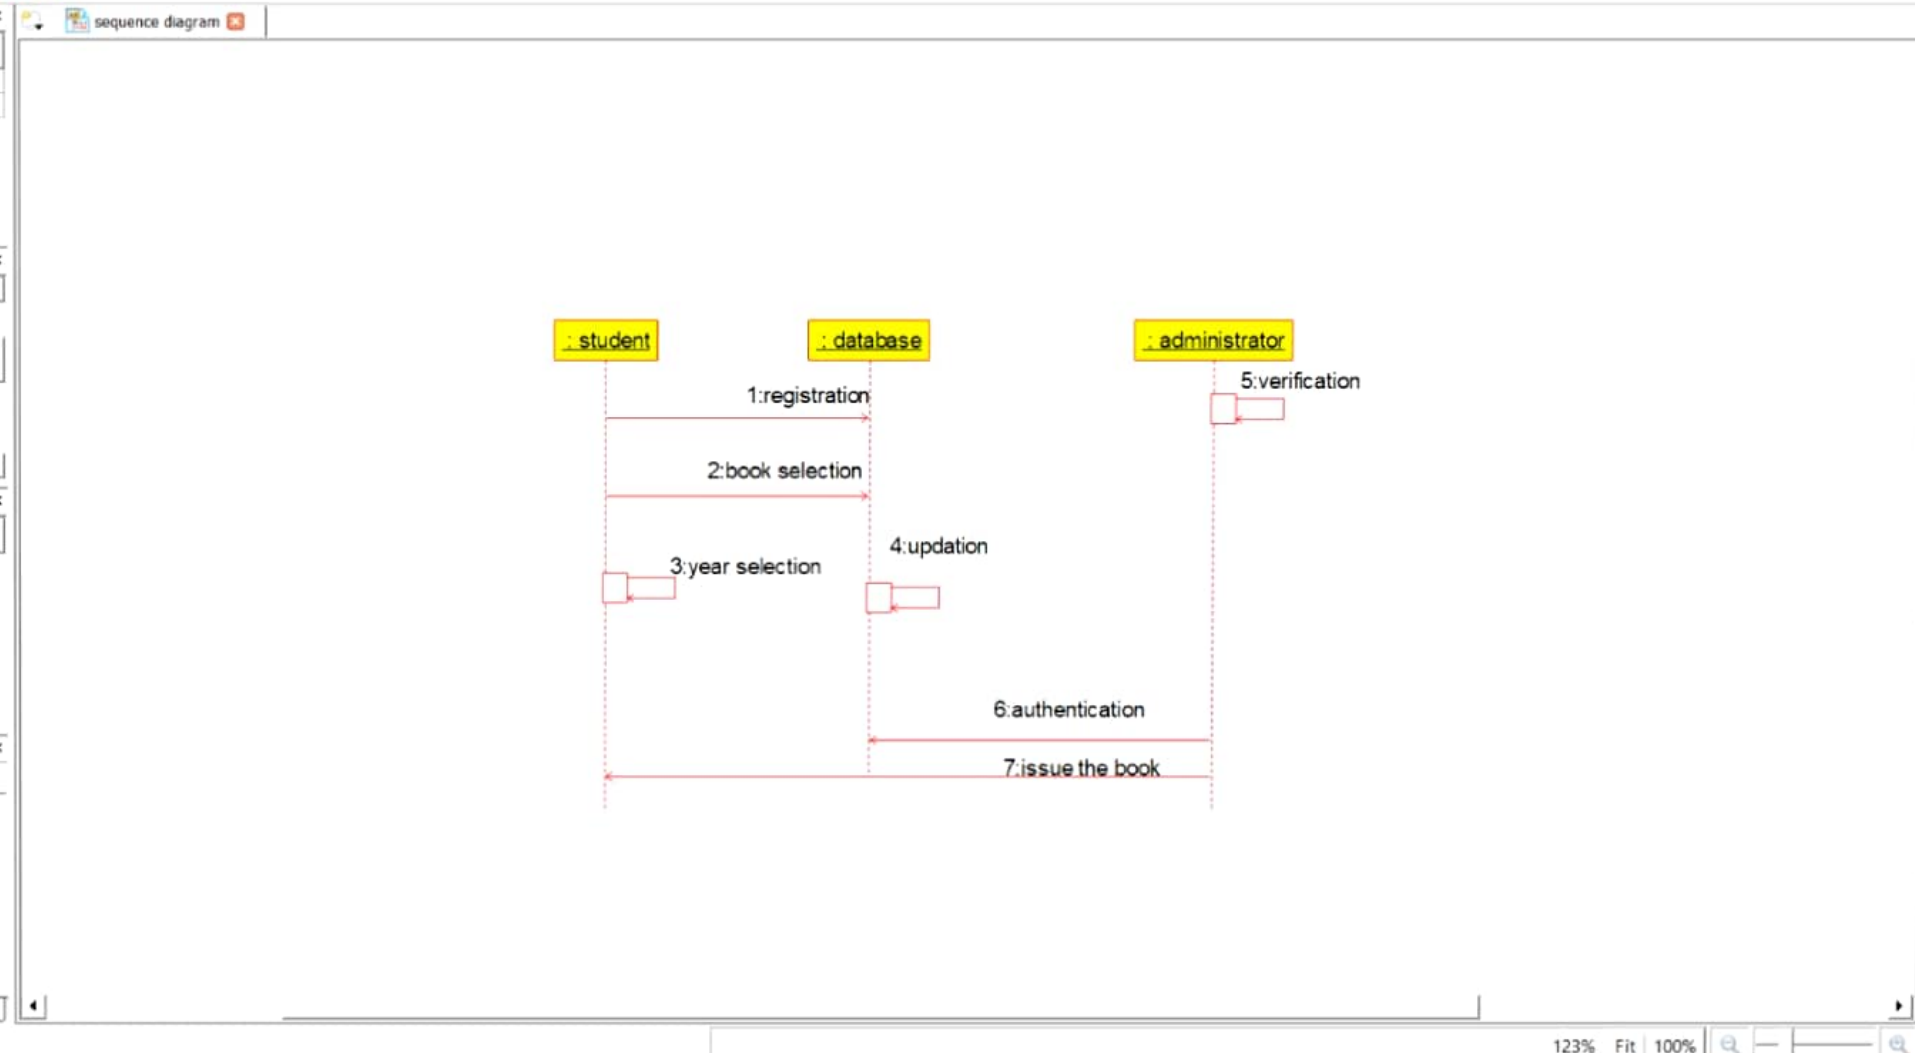 sequence diagram
: student
: database
: administrator
5:verification
1:registration
2:book selection
4:updation
3:year selection
6:authentication
7:issue the book
123% Fit 100%